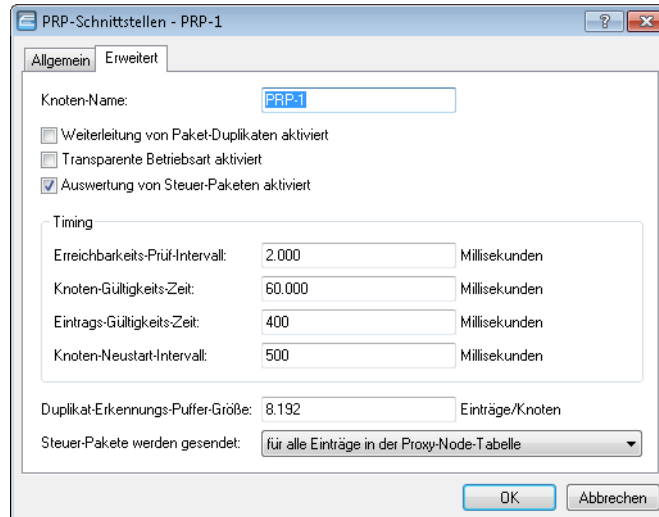 PRP-Schnittstellen - PRP-1
Allgemein Erweitert
Knoten-Name: PRP-1
Weiterleitung von Paket-Duplikaten aktiviert
Transparente Betriebsart aktiviert
Auswertung von Steuer-Paketen aktiviert
Timing
Erreichbarkeits-Prüf-Intervall: 2.000 Millisekunden
Knoten-Gültigkeits-Zeit: 60.000 Millisekunden
Eintrags-Gültigkeits-Zeit: 400 Millisekunden
Knoten-Neustart-Intervall: 500 Millisekunden
Duplikat-Erkennungs-Puffer-Größe: 8.192 Einträge/Knoten
Steuer-Pakete werden gesendet: für alle Einträge in der Proxy-Node-Tabelle
OK Abbrechen